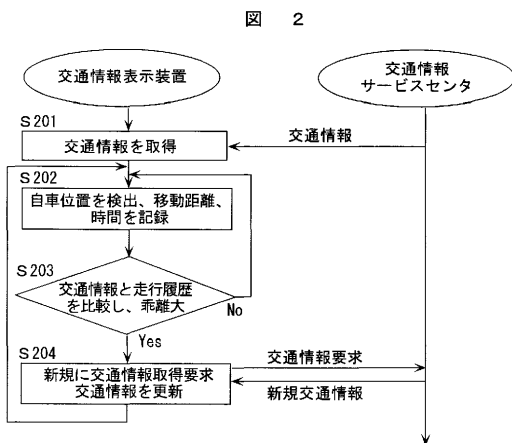 図 2
交通情報表示装置
交通情報
サービスセンタ
S201
交通情報を取得
交通情報
S202
自車位置を検出、移動距離、
時間を記録
S203
交通情報と走行履歴
を比較し、乖離大
No
Yes
S204
新規に交通情報取得要求
交通情報を更新
交通情報要求
新規交通情報